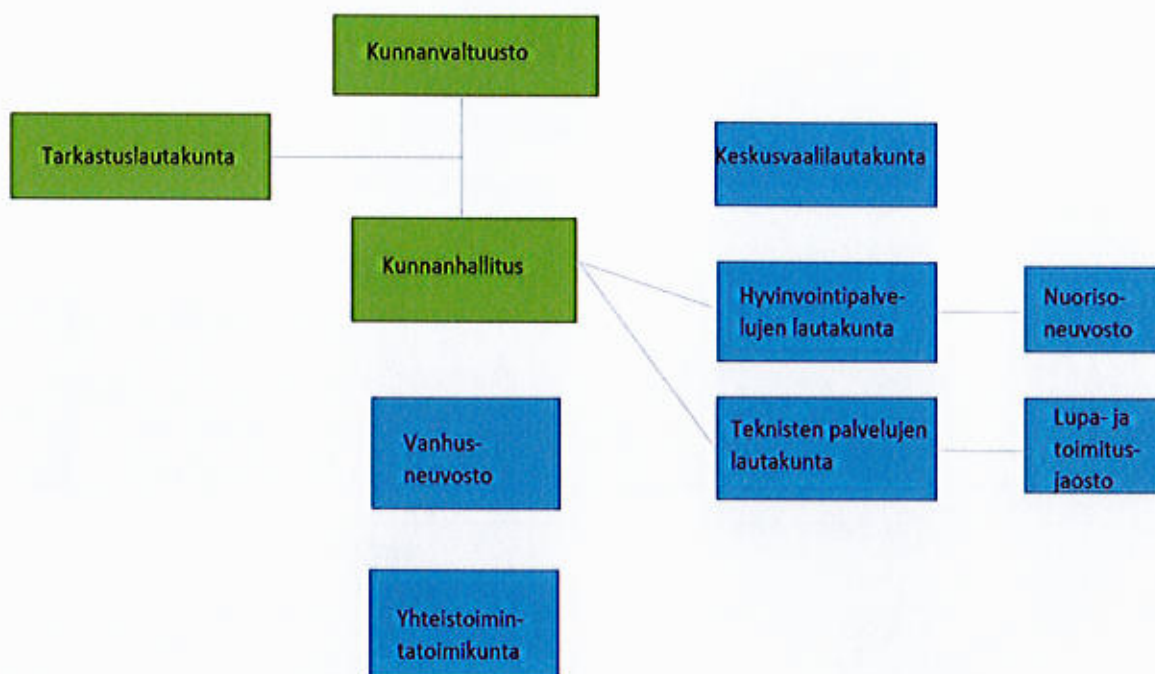 Kunnanvaltuusto
Tarkastuslautakunta
Keskusvaalilautakunta
Kunnanhallitus
Hyvinvointipalve-
lujen lautakunta
Nuoriso-
neuvosto
Vanhus-
neuvosto
Teknisten palvelujen
lautakunta
Lupa- ja
toimitus-
jaosto
Yhteistoimin-
tatoimikunta